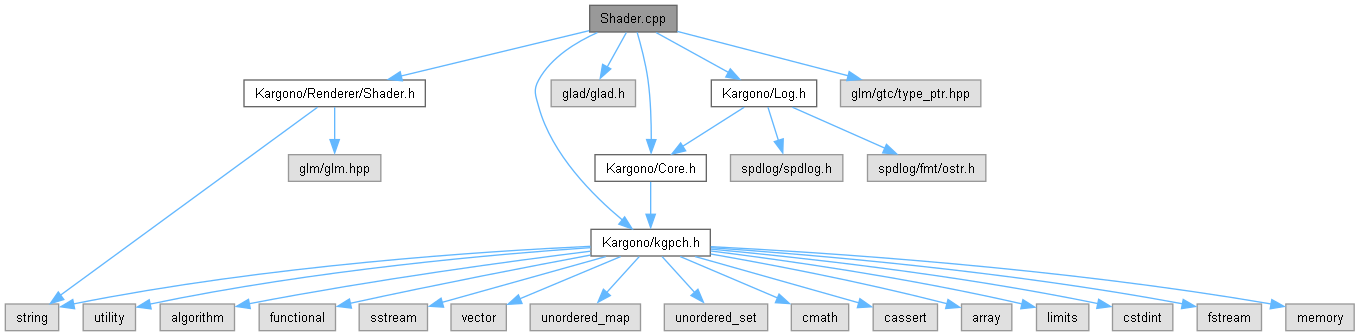 Shader.cpp
Kargono/Renderer/Shader.h
glad/glad.h
Kargono/Log.h
glm/gtc/type_ptr.hpp
glm/glm.hpp
Kargono/Core.h
spdlog/spdlog.h
spdlog/fmt/ostr.h
Kargono/kgpch.h
string
utility
algorithm
functional
sstream
vector
unordered_map
unordered_set
cmath
cassert
array
limits
cstdint
fstream
memory